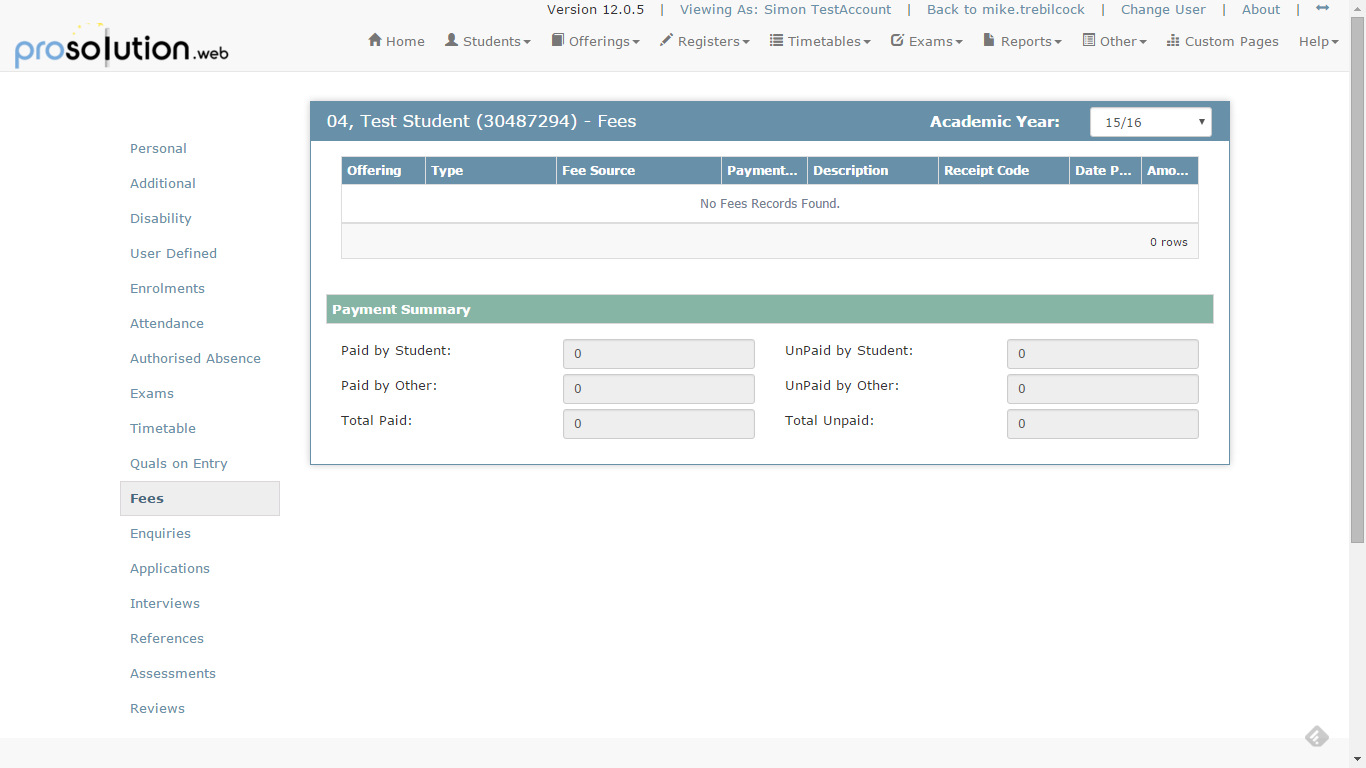 Version 12.0.5 | Viewing As: Simon TestAccount | Back to mike.trebilcock | Change User | About |
prosolution.web
Home Students Offerings Registers Timetables Exams Reports Other Custom Pages Help
04, Test Student (30487294) - Fees Academic Year: 15/16
Personal
Additional
Disability
User Defined
Enrolments
Attendance
Authorised Absence
Exams
Timetable
Quals on Entry
Fees
Enquiries
Applications
Interviews
References
Assessments
Reviews
Offering Type Fee Source Payment... Description Receipt Code Date P... Amo...
No Fees Records Found.
0 rows
Payment Summary
Paid by Student: 0 UnPaid by Student: 0
Paid by Other: 0 UnPaid by Other: 0
Total Paid: 0 Total Unpaid: 0